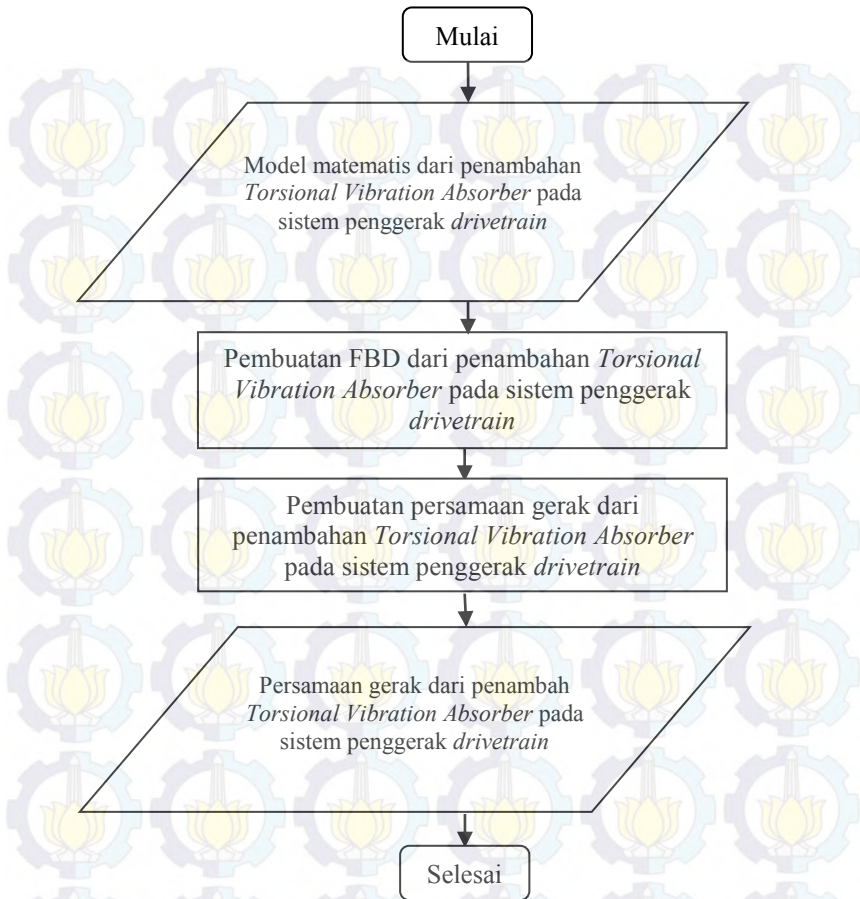 Mulai
Model matematis dari penambahan
Torsional Vibration Absorber pada
sistem penggerak drivetrain
Pembuatan FBD dari penambahan Torsional
Vibration Absorber pada sistem penggerak
drivetrain
Pembuatan persamaan gerak dari
penambahan Torsional Vibration Absorber
pada sistem penggerak drivetrain
Persamaan gerak dari penambah
Torsional Vibration Absorber pada
sistem penggerak drivetrain
Selesai